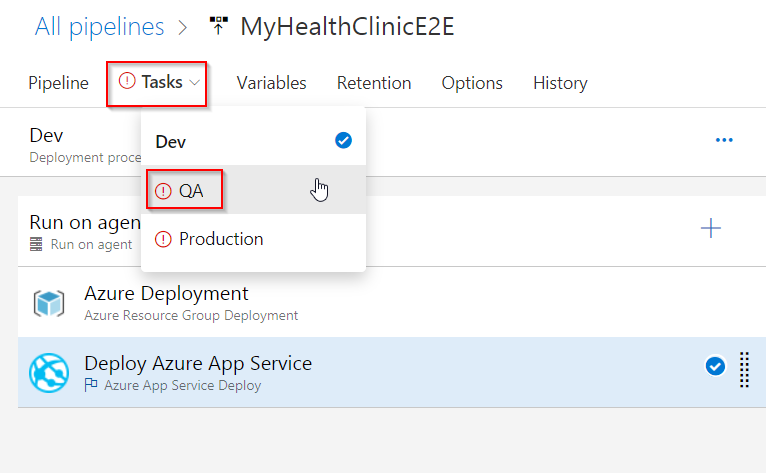 All pipelines > MyHealthClinicE2E
Pipeline Tasks Variables Retention Options History
Dev
Deployment proce
Dev
QA
Production
Run on agen
Run on agent
Azure Deployment
Azure Resource Group Deployment
Deploy Azure App Service
Azure App Service Deploy